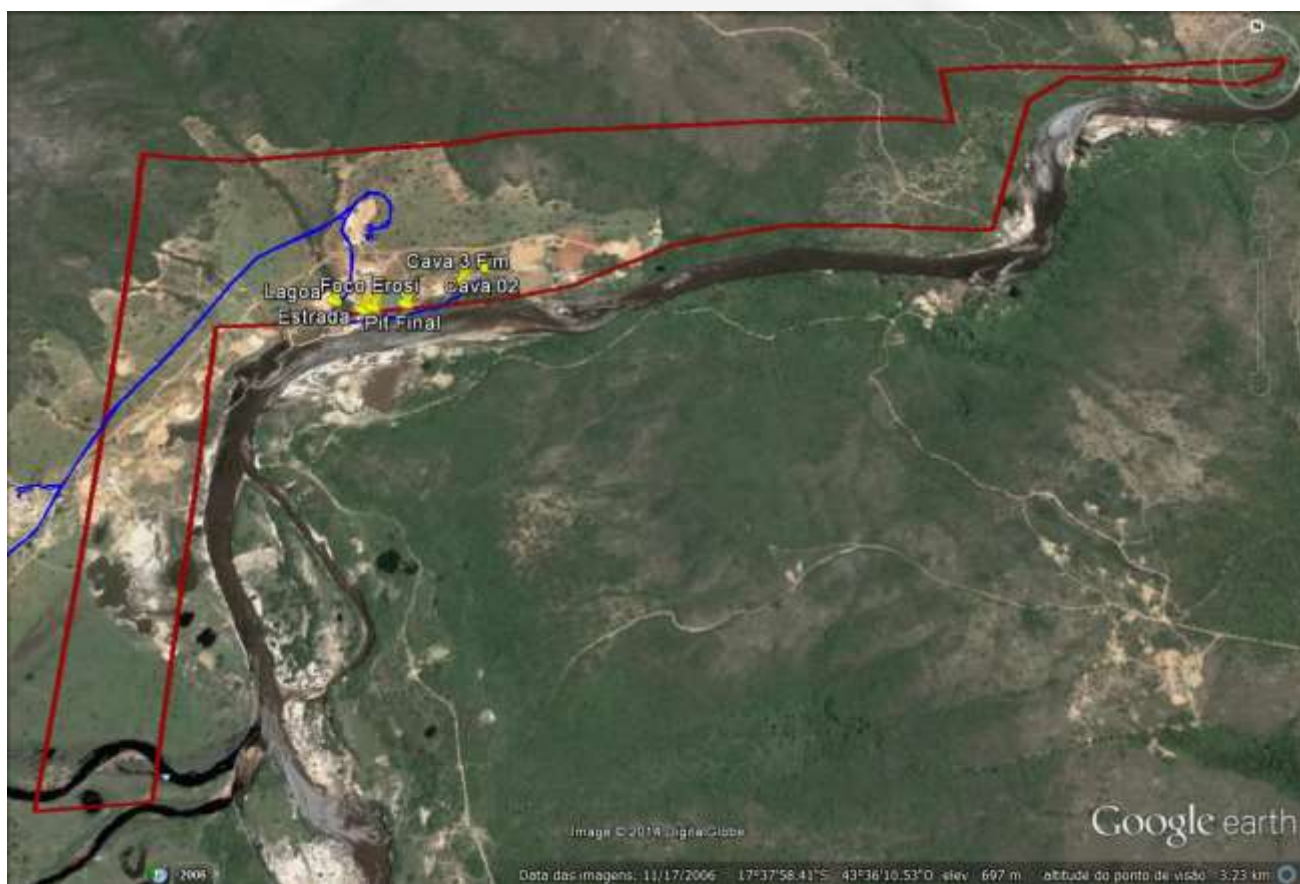 N
Cava 3 Fim
Foco Erosi
Cava 02
Lagoa
Estrada
Pit Final
Image © 2014 DigitalGlobe
Google earth
2006
Data das imagens: 11/17/2006 17°37'58.41"S 43°36'10.53"O elev 697 m altitude do ponto de visão 3.23 km